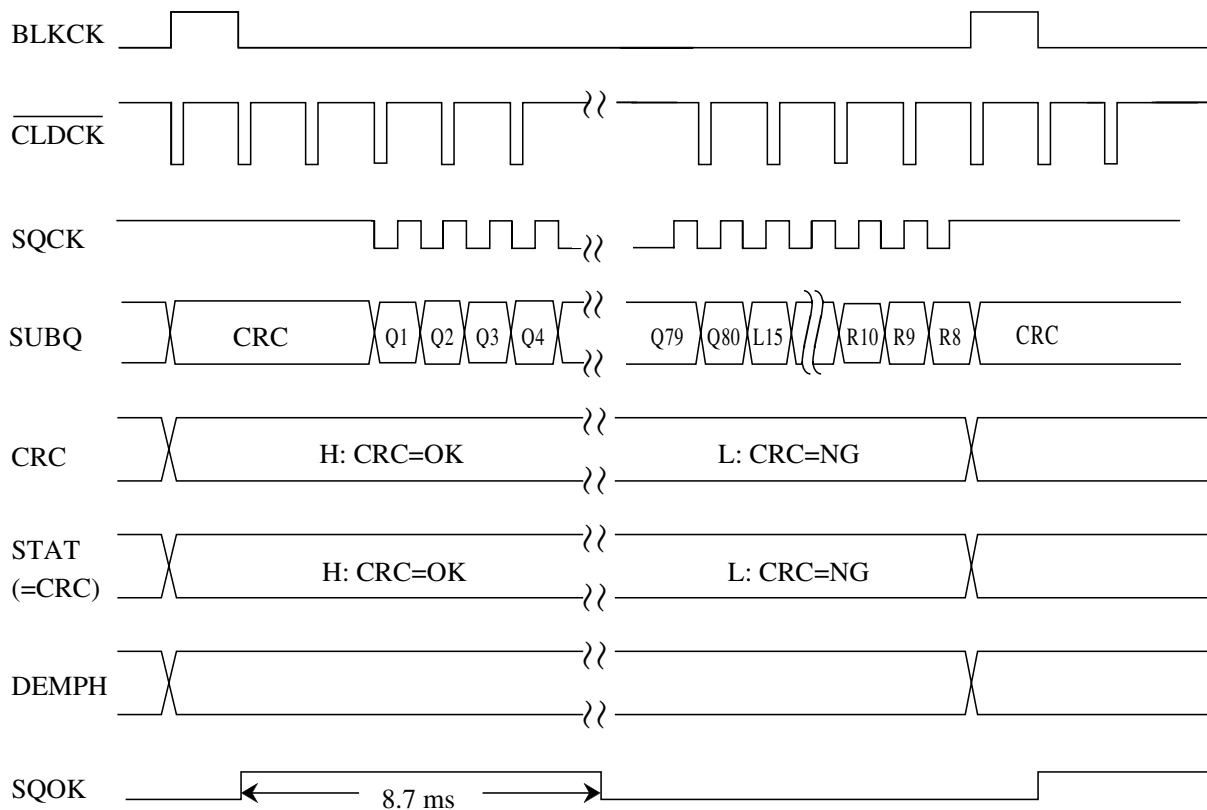 BLKCK
CLDCK
SQCK
SUBQ CRC Q1 Q2 Q3 Q4 Q79 Q80 L15 R10 R9 R8 CRC
CRC H: CRC=OK L: CRC=NG
STAT
(=CRC) H: CRC=OK L: CRC=NG
DEMPH
SQOK 8.7 ms